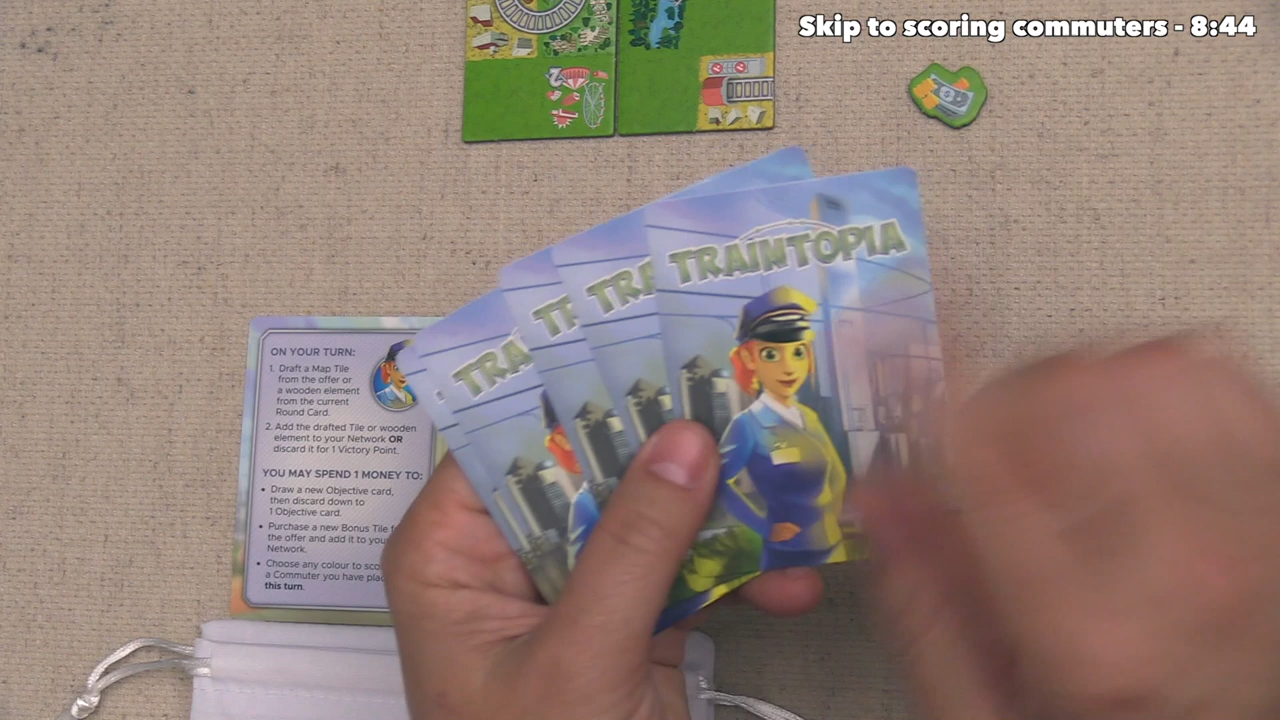 Skip to scoring commuters - 8:44
TRAINTOPIA
TRA
TR
TRA
ON YOUR TURN:
1. Draft a Map Tile
from the offer or
a wooden element
from the current
Round Card.
2. Add the drafted Tile or wooden
element to your Network OR
discard it for 1 Victory Point.
YOU MAY SPEND 1 MONEY TO:
• Draw a new Objective card,
then discard down to
1 Objective card.
• Purchase a new Bonus Tile
the offer and add it to your
Network.
• Choose any colour to
a Commuter you have
this turn.